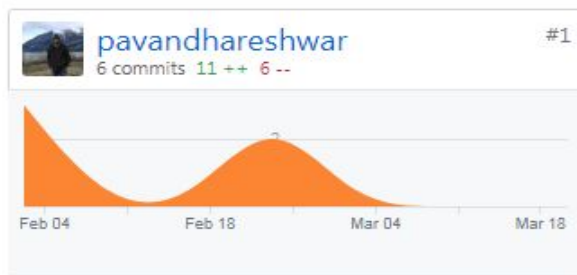 pavandhareshwar #1
6 commits 11 ++ 6 --
2
Feb 04 Feb 18 Mar 04 Mar 18